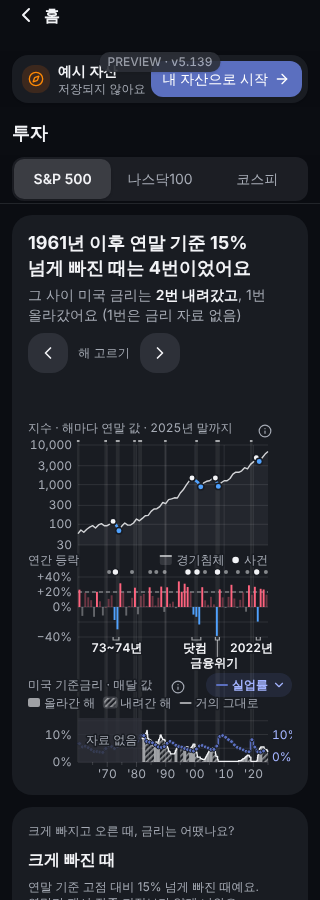 홈
PREVIEW · v5.139
예시 자산
저장되지 않아요
내 자산으로 시작
투자
S&P 500
나스닥100
코스피
1961년 이후 연말 기준 15%
넘게 빠진 때는 4번이었어요
그 사이 미국 금리는 2번 내려갔고, 1번
올라갔어요 (1번은 금리 자료 없음)
해 고르기
지수 · 해마다 연말 값 · 2025년 말까지
10,000
3,000
1,000
300
100
30
연간 등락
경기침체
사건
+40%
+20%
0%
−40%
73~74년
닷컴
2022년
금융위기
미국 기준금리 · 매달 값
실업률
올라간 때
내려간 때
거의 그대로
10%
0%
자료 없음
10%
0%
'70
'80
'90
'00
'10
'20
크게 빠지고 오른 때, 금리는 어땠나요?
크게 빠진 때
연말 기준 고점 대비 15% 넘게 빠진 때예요.